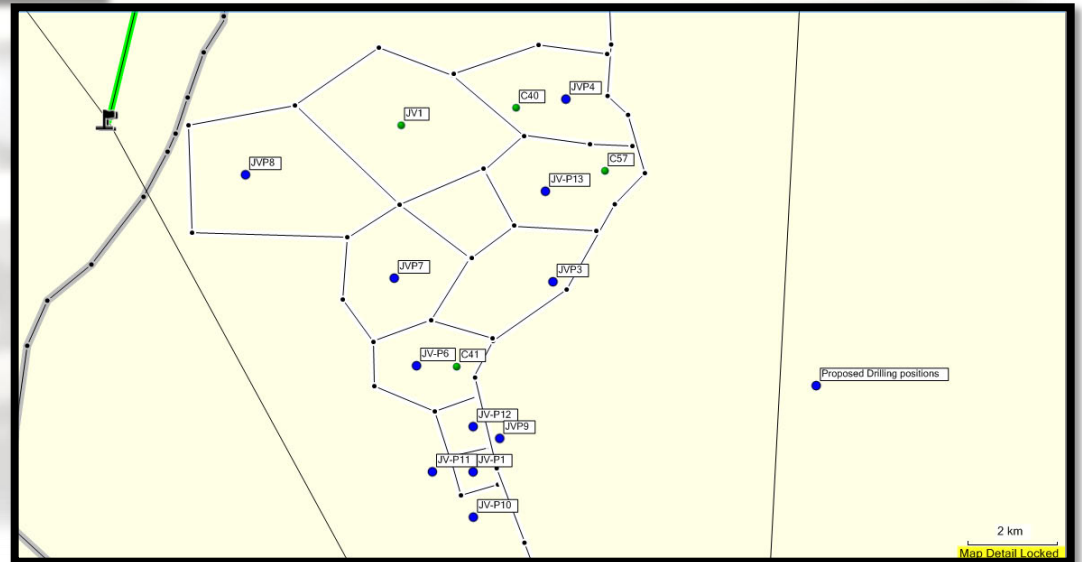 JVP4
C40
JV1
C57
JVP8
JV-P13
JVP7
JVP3
JV-P6
C41
Proposed Drilling positions
JV-P12
JVP9
JV-P11
JV-P1
JV-P10
2 km
Map Detail Locked